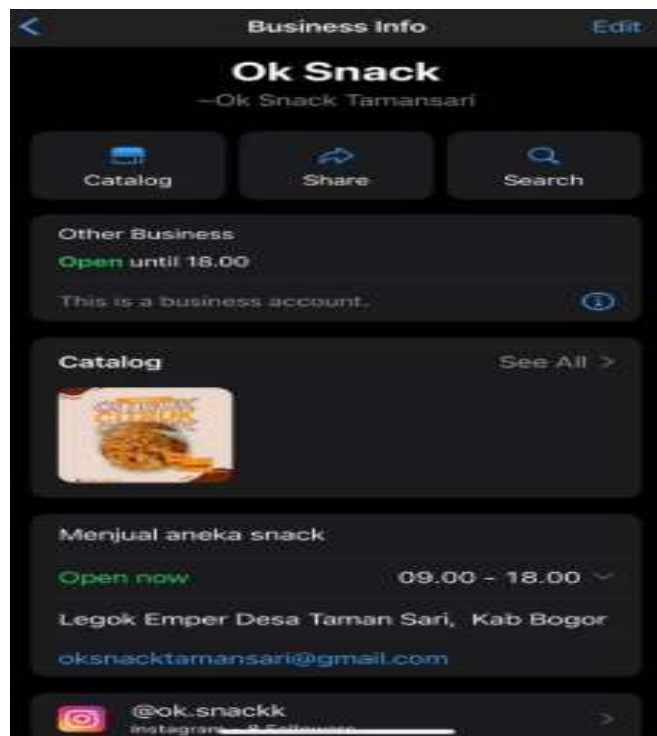 Business Info
Edit
Ok Snack
~Ok Snack Tamansari
Catalog
Share
Search
Other Business
Open until 18.00
This is a business account.
Catalog
See All >
Menjual aneka snack
Open now
09.00 - 18.00
Legok Emper Desa Taman Sari, Kab Bogor
oksnacktamansari@gmail.com
@ok.snackk
Instagram